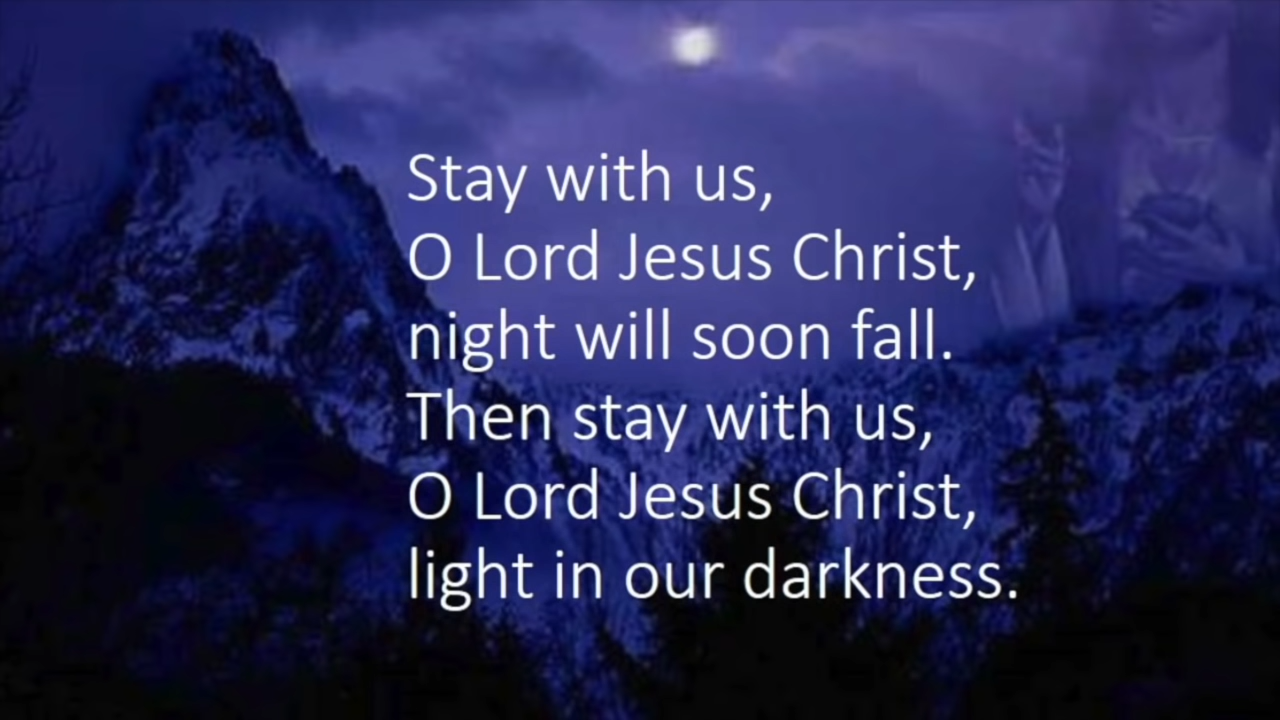 Stay with us,
O Lord Jesus Christ,
night will soon fall.
Then stay with us,
O Lord Jesus Christ,
light in our darkness.